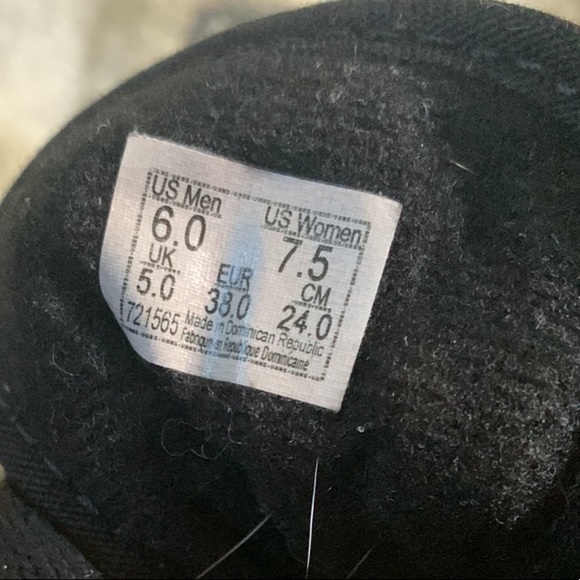 US Men US Women
6.0 7.5
UK EUR CM
5.0 38.0 24.0
721565 Made in Dominican Republic
Fabriqué en République Dominicaine